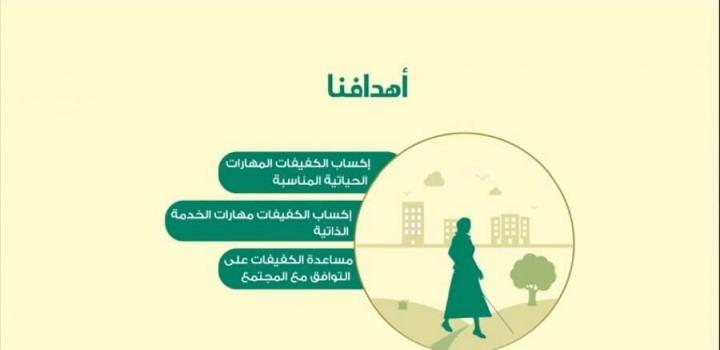 أهدافنا
إكساب الكفيفات المهارات
الحياتية المناسبة
إكساب الكفيفات مهارات الخدمة
الذاتية
مساعدة الكفيفات على
التوافق مع المجتمع